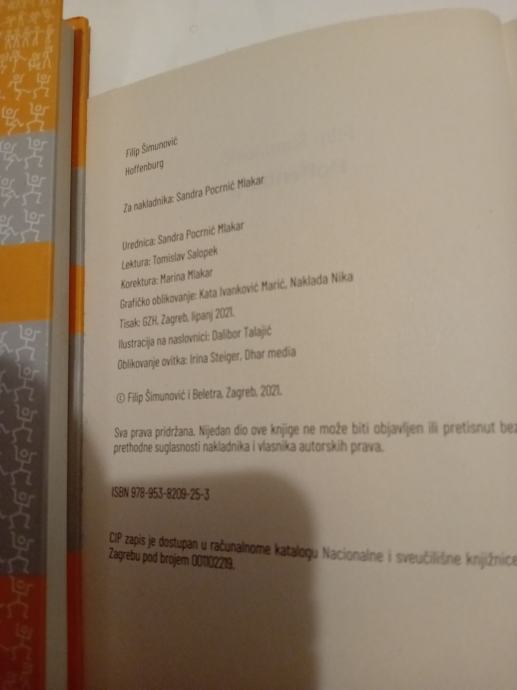 Filip Šimunović
Hoffenburg
Za nakladnika: Sandra Pocrnić Mlakar
Urednica: Sandra Pocrnić Mlakar
Lektura: Tomislav Salopek
Korektura: Marina Mlakar
Grafičko oblikovanje: Kata Ivanković Marić, Naklada Nika
Tisak: GZH, Zagreb, lipanj 2021.
Ilustracija na naslovnici: Dalibor Talajić
Oblikovanje ovitka: Irina Steiger, Dhar media
© Filip Šimunović i Beletra, Zagreb, 2021.
Sva prava pridržana. Nijedan dio ove knjige ne može biti objavljen ili pretisnut bez
prethodne suglasnosti nakladnika i vlasnika autorskih prava.
ISBN 978-953-8209-25-3
CIP zapis je dostupan u računalnome katalogu Nacionalne i sveučilišne knjižnice
Zagrebu pod brojem 001102219.